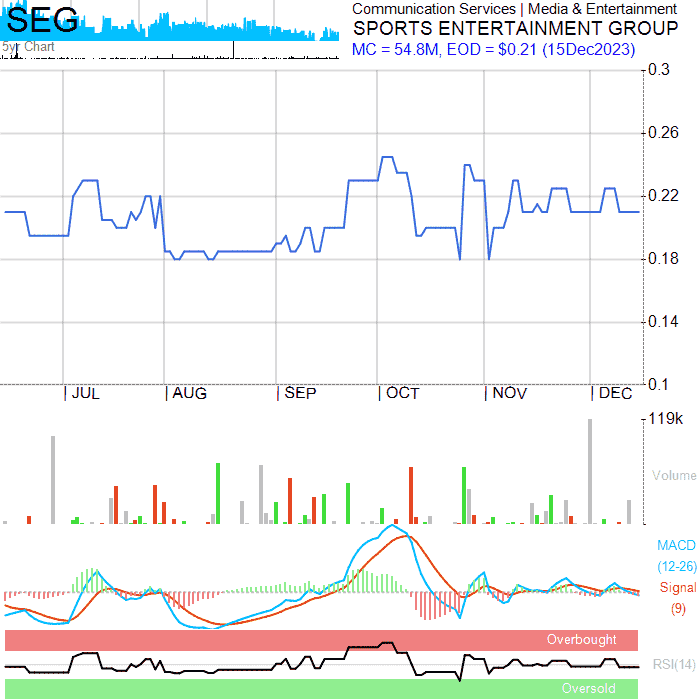 SEG
5yr Chart
Communication Services | Media & Entertainment
SPORTS ENTERTAINMENT GROUP
MC = 54.8M, EOD = $0.21 (15Dec2023)
0.3
0.26
0.22
0.18
0.14
0.1
| JUL | AUG | SEP | OCT | NOV | DEC
119k
Volume
MACD
(12-26)
Signal
(9)
Overbought
RSI(14)
Oversold